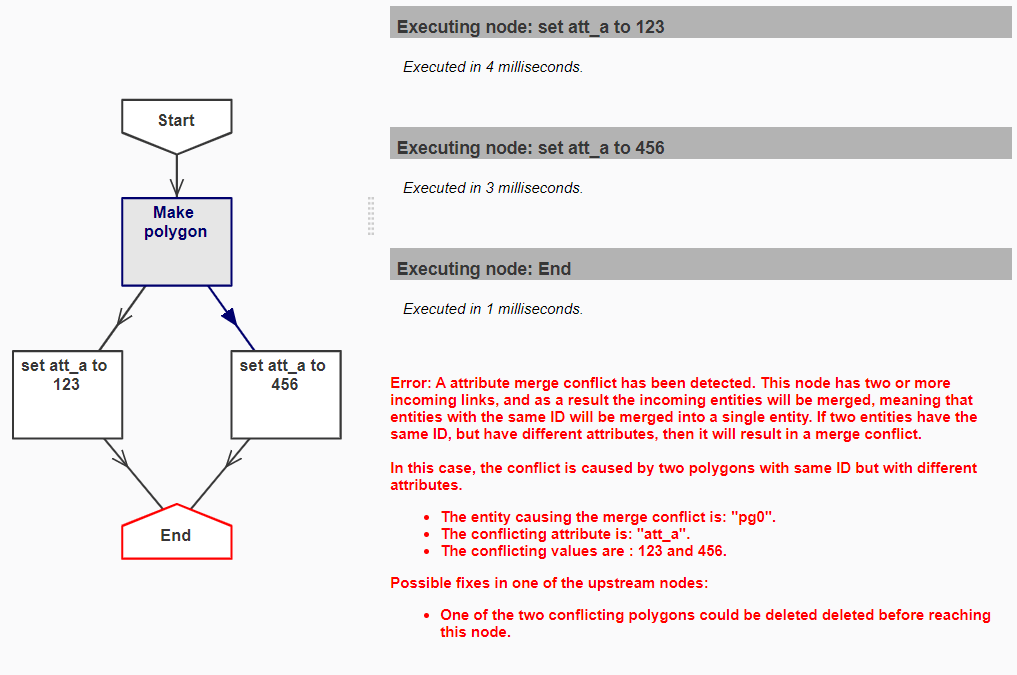 Start
Make
polygon
set att_a to
123
set att_a to
456
End
Executing node: set att_a to 123
Executed in 4 milliseconds.
Executing node: set att_a to 456
Executed in 3 milliseconds.
Executing node: End
Executed in 1 milliseconds.
Error: A attribute merge conflict has been detected. This node has two or more
incoming links, and as a result the incoming entities will be merged, meaning that
entities with the same ID will be merged into a single entity. If two entities have the
same ID, but have different attributes, then it will result in a merge conflict.
In this case, the conflict is caused by two polygons with same ID but with different
attributes.
• The entity causing the merge conflict is: "pg0".
• The conflicting attribute is: "att_a".
• The conflicting values are : 123 and 456.
Possible fixes in one of the upstream nodes:
• One of the two conflicting polygons could be deleted deleted before reaching
this node.